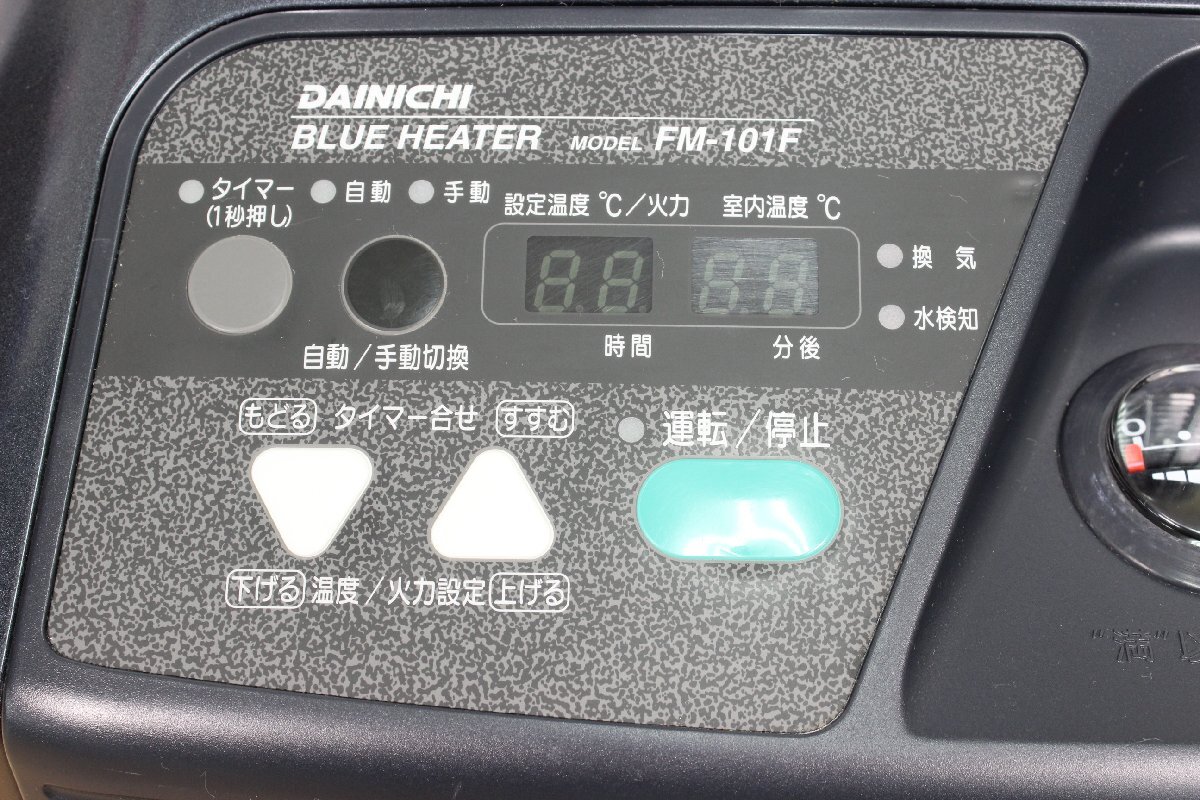 DAINICHI
BLUE HEATER MODEL FM-101F
タイマー 自動 手動
(1秒押し)
設定温度 ℃/火力 室内温度 ℃
換気
水検知
時間 分後
自動/手動切換
もどる タイマー合せ すすむ
運転/停止
下げる 温度/火力設定 上げる
"満"